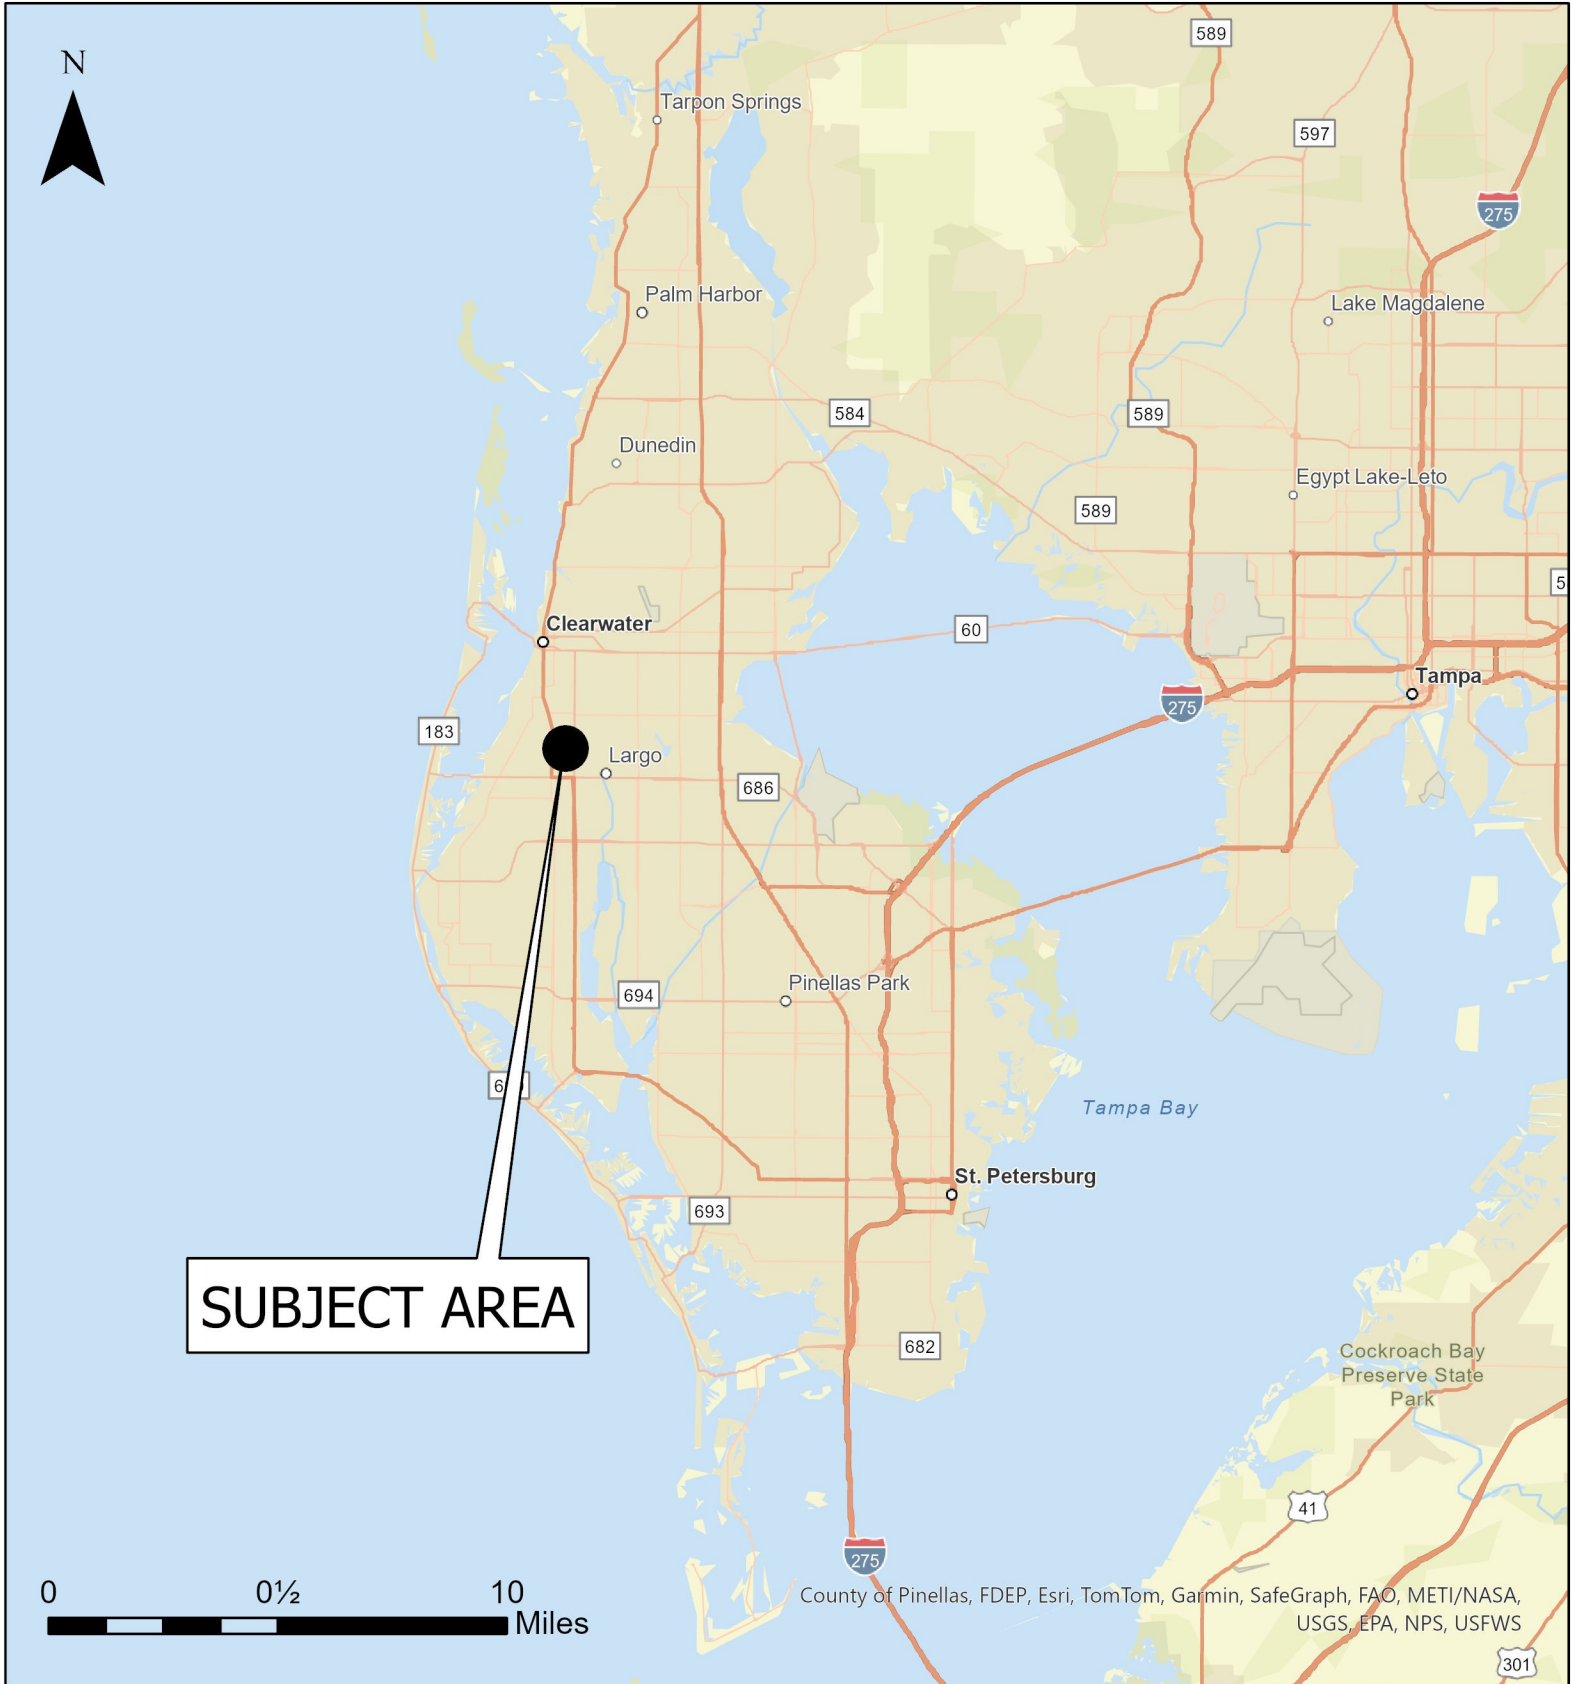 589
N
Tarpon Springs
597
275
Palm Harbor
Lake Magdalene
584
589
Dunedin
Egypt Lake-Leto
589
5
Clearwater
60
Tampa
275
183
Largo
686
Pinellas Park
694
6
Tampa Bay
St. Petersburg
693
SUBJECT AREA
682
Cockroach Bay
Preserve State
Park
41
275
0 0½ 10
Miles
County of Pinellas, FDEP, Esri, TomTom, Garmin, SafeGraph, FAO, METI/NASA,
USGS, EPA, NPS, USFWS
301